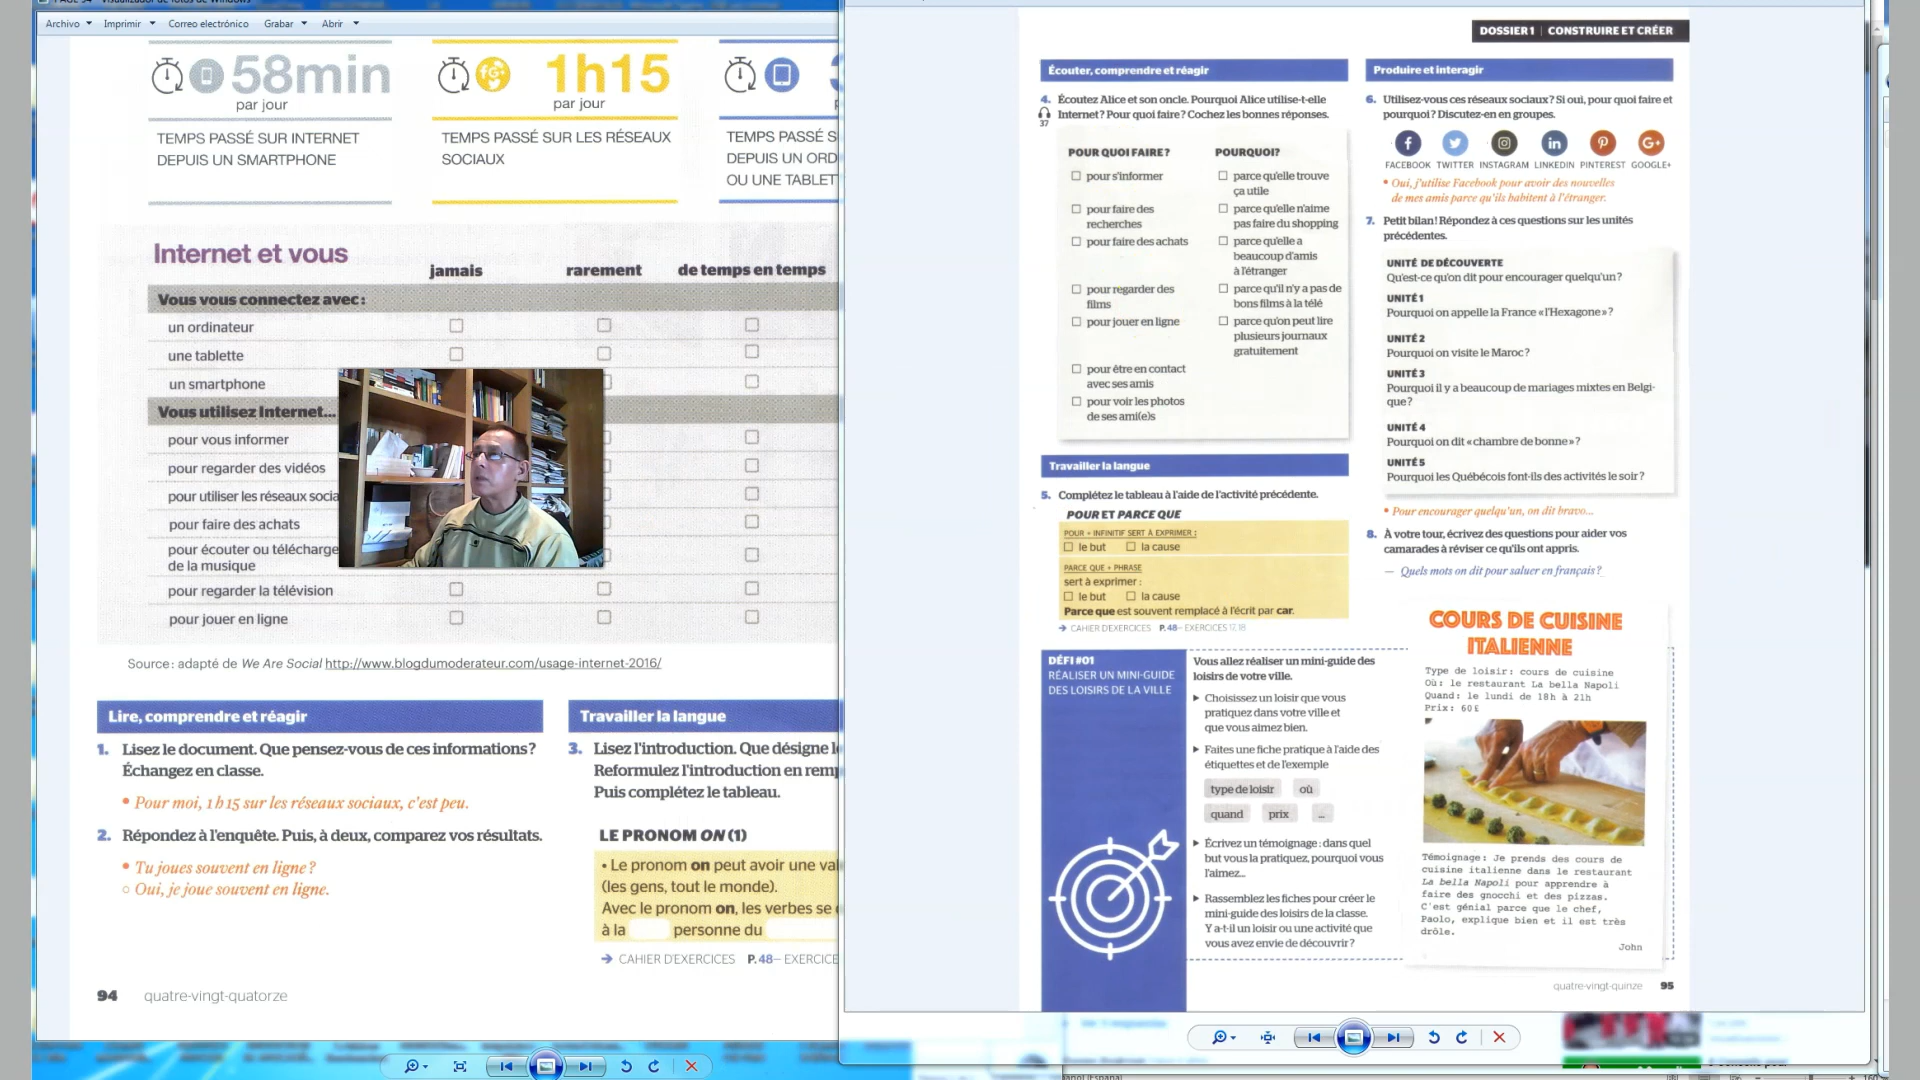 Archivo
Imprimir
Correo electrónico
Grabar
Abrir
58min
par jour
TEMPS PASSÉ SUR INTERNET
DEPUIS UN SMARTPHONE
1h15
par jour
TEMPS PASSÉ SUR LES RÉSEAUX
SOCIAUX
TEMPS PASSÉ S
DEPUIS UN ORD
OU UNE TABLET
Internet et vous
jamais rarement de temps en temps
Vous vous connectez avec :
un ordinateur
une tablette
un smartphone
Vous utilisez Internet...
pour vous informer
pour regarder des vidéos
pour utiliser les réseaux socia
pour faire des achats
pour écouter ou télécharge
de la musique
pour regarder la télévision
pour jouer en ligne
Source : adapté de We Are Social http://www.blogdumoderateur.com/usage-internet-2016/
Lire, comprendre et réagir
1. Lisez le document. Que pensez-vous de ces informations ?
Échangez en classe.
• Pour moi, 1 h 15 sur les réseaux sociaux, c'est peu.
2. Répondez à l'enquête. Puis, à deux, comparez vos résultats.
• Tu joues souvent en ligne ?
○ Oui, je joue souvent en ligne.
Travailler la langue
3. Lisez l'introduction. Que désigne l
Reformulez l'introduction en remp
Puis complétez le tableau.
LE PRONOM ON (1)
• Le pronom on peut avoir une val
(les gens, tout le monde).
Avec le pronom on, les verbes se
à la personne du
→ CAHIER D'EXERCICES P.48– EXERCICE
94 quatre-vingt-quatorze
DOSSIER 1 | CONSTRUIRE ET CRÉER
Écouter, comprendre et réagir
4. Écoutez Alice et son oncle. Pourquoi Alice utilise-t-elle
Internet ? Pour quoi faire ? Cochez les bonnes réponses.
37
POUR QUOI FAIRE ?
pour s'informer
pour faire des
recherches
pour faire des achats
pour regarder des
films
pour jouer en ligne
pour être en contact
avec ses amis
pour voir les photos
de ses ami(e)s
POURQUOI ?
parce qu'elle trouve
ça utile
parce qu'elle n'aime
pas faire du shopping
parce qu'elle a
beaucoup d'amis
à l'étranger
parce qu'il n'y a pas de
bons films à la télé
parce qu'on peut lire
plusieurs journaux
gratuitement
Travailler la langue
5. Complétez le tableau à l'aide de l'activité précédente.
POUR ET PARCE QUE
POUR + INFINITIF SERT À EXPRIMER :
le but la cause
PARCE QUE + PHRASE
sert à exprimer :
le but la cause
Parce que est souvent remplacé à l'écrit par car.
→ CAHIER D'EXERCICES P.48– EXERCICES 17, 18
DÉFI #01
RÉALISER UN MINI-GUIDE
DES LOISIRS DE LA VILLE
Vous allez réaliser un mini-guide des
loisirs de votre ville.
Choisissez un loisir que vous
pratiquez dans votre ville et
que vous aimez bien.
Faites une fiche pratique à l'aide des
étiquettes et de l'exemple
type de loisir où
quand prix ...
Écrivez un témoignage : dans quel
but vous la pratiquez, pourquoi vous
l'aimez...
Rassemblez les fiches pour créer le
mini-guide des loisirs de la classe.
Y a-t-il un loisir ou une activité que
vous avez envie de découvrir ?
Produire et interagir
6. Utilisez-vous ces réseaux sociaux ? Si oui, pour quoi faire et
pourquoi ? Discutez-en en groupes.
FACEBOOK TWITTER INSTAGRAM LINKEDIN PINTEREST GOOGLE+
• Oui, j'utilise Facebook pour avoir des nouvelles
de mes amis parce qu'ils habitent à l'étranger.
7. Petit bilan ! Répondez à ces questions sur les unités
précédentes.
UNITÉ DE DÉCOUVERTE
Qu'est-ce qu'on dit pour encourager quelqu'un ?
UNITÉ 1
Pourquoi on appelle la France « l'Hexagone » ?
UNITÉ 2
Pourquoi on visite le Maroc ?
UNITÉ 3
Pourquoi il y a beaucoup de mariages mixtes en Belgi-
que ?
UNITÉ 4
Pourquoi on dit « chambre de bonne » ?
UNITÉ 5
Pourquoi les Québécois font-ils des activités le soir ?
• Pour encourager quelqu'un, on dit bravo...
8. À votre tour, écrivez des questions pour aider vos
camarades à réviser ce qu'ils ont appris.
— Quels mots on dit pour saluer en français ?
COURS DE CUISINE
ITALIENNE
Type de loisir : cours de cuisine
Où : le restaurant La bella Napoli
Quand : le lundi de 18h à 21h
Prix : 60£
Témoignage : Je prends des cours de
cuisine italienne dans le restaurant
La bella Napoli pour apprendre à
faire des gnocchi et des pizzas.
C'est génial parce que le chef,
Paolo, explique bien et il est très
drôle.
John
quatre-vingt-quinze 95